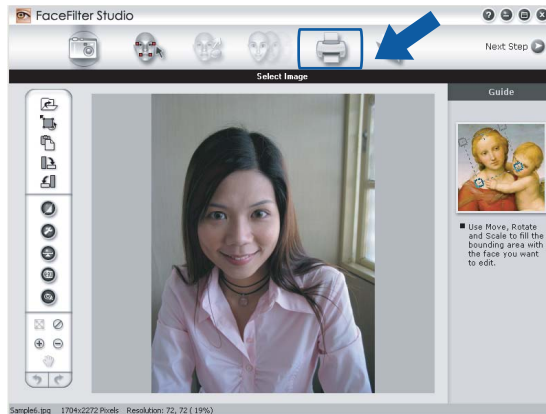 FaceFilter Studio
Next Step
Select Image
Guide
Use Move, Rotate
and Scale to fill the
bounding area with
the face you want
to edit.
Sample6.jpg 1704x2272 Pixels Resolution: 72, 72 ( 19%)